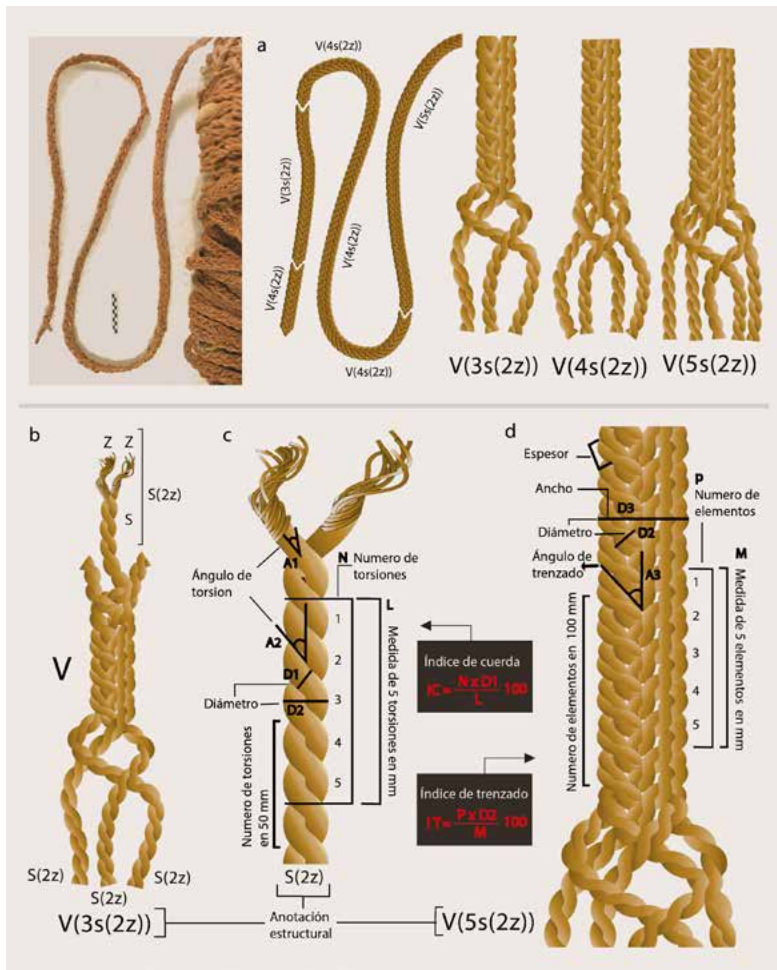 a
V(4s(2z))
V(5s(2z))
V(3s(2z))
V(4s(2z))
V(4s(2z))
V(4s(2z))
V(3s(2z))
V(4s(2z))
V(5s(2z))
b
Z Z
S(2z)
S
V
S(2z)
S(2z)
S(2z)
V(3s(2z))
c
A1
N Numero de
torsiones
Ángulo de
torsion
L
1
A2
2
D1
Diámetro
3
D2
4
5
Medida de 5 torsiones en mm
Numero de torsiones
en 50 mm
S(2z)
Anotación
estructural
Índice de cuerda
IC= N x D1 100
L
Índice de trenzado
IT= P x D2 100
M
d
Espesor
P
Ancho
Numero de
elementos
D3
Diámetro
D2
Ángulo de
trenzado
A3
M
1
2
3
4
5
Medida de 5 elementos en mm
Numero de elementos en 100 mm
V(5s(2z))